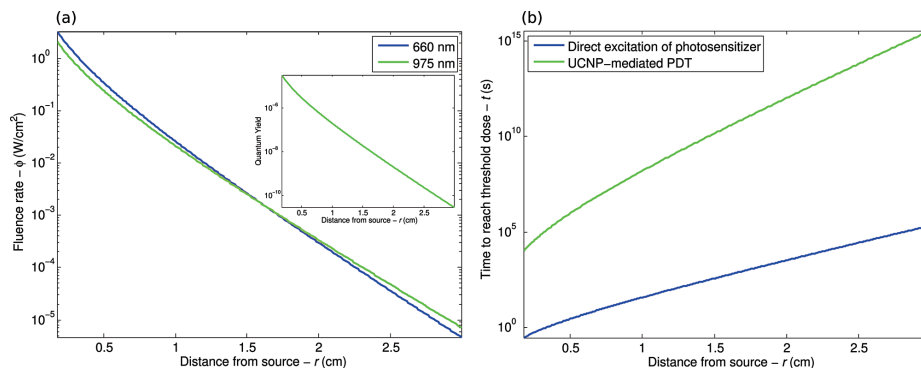 (a)
Fluence rate − ϕ (W/cm²)
10⁰
10⁻¹
10⁻²
10⁻³
10⁻⁴
10⁻⁵
0.5 1 1.5 2 2.5
Distance from source − r (cm)
660 nm
975 nm
Quantum Yield
10⁻⁶
10⁻⁸
10⁻¹⁰
0.5 1 1.5 2 2.5
Distance from source − r (cm)
(b)
Time to reach threshold dose − t (s)
10¹⁵
10¹⁰
10⁵
10⁰
0.5 1 1.5 2 2.5
Distance from source − r (cm)
Direct excitation of photosensitizer
UCNP−mediated PDT